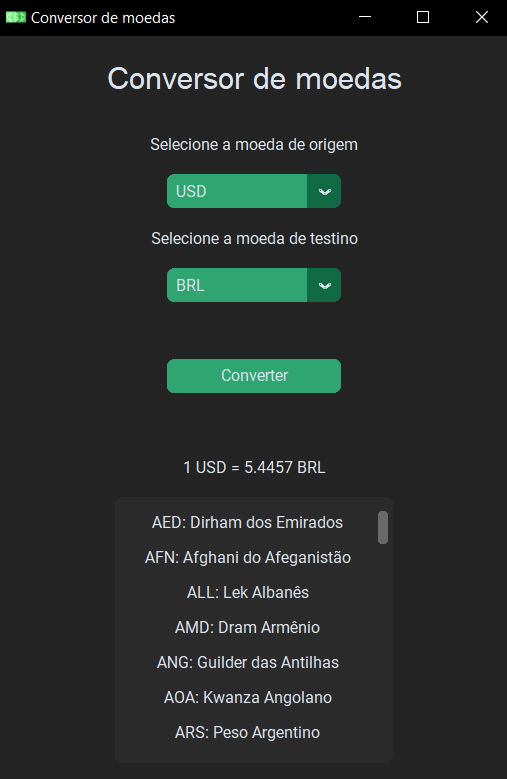 Conversor de moedas
Conversor de moedas
Selecione a moeda de origem
USD
Selecione a moeda de testino
BRL
Converter
1 USD = 5.4457 BRL
AED: Dirham dos Emirados
AFN: Afghani do Afeganistão
ALL: Lek Albanês
AMD: Dram Armênio
ANG: Guilder das Antilhas
AOA: Kwanza Angolano
ARS: Peso Argentino